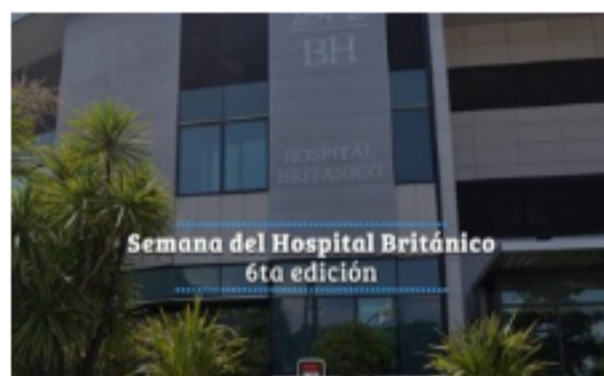 BH
HOSPITAL
BRITANICO
Semana del Hospital Británico
6ta edición